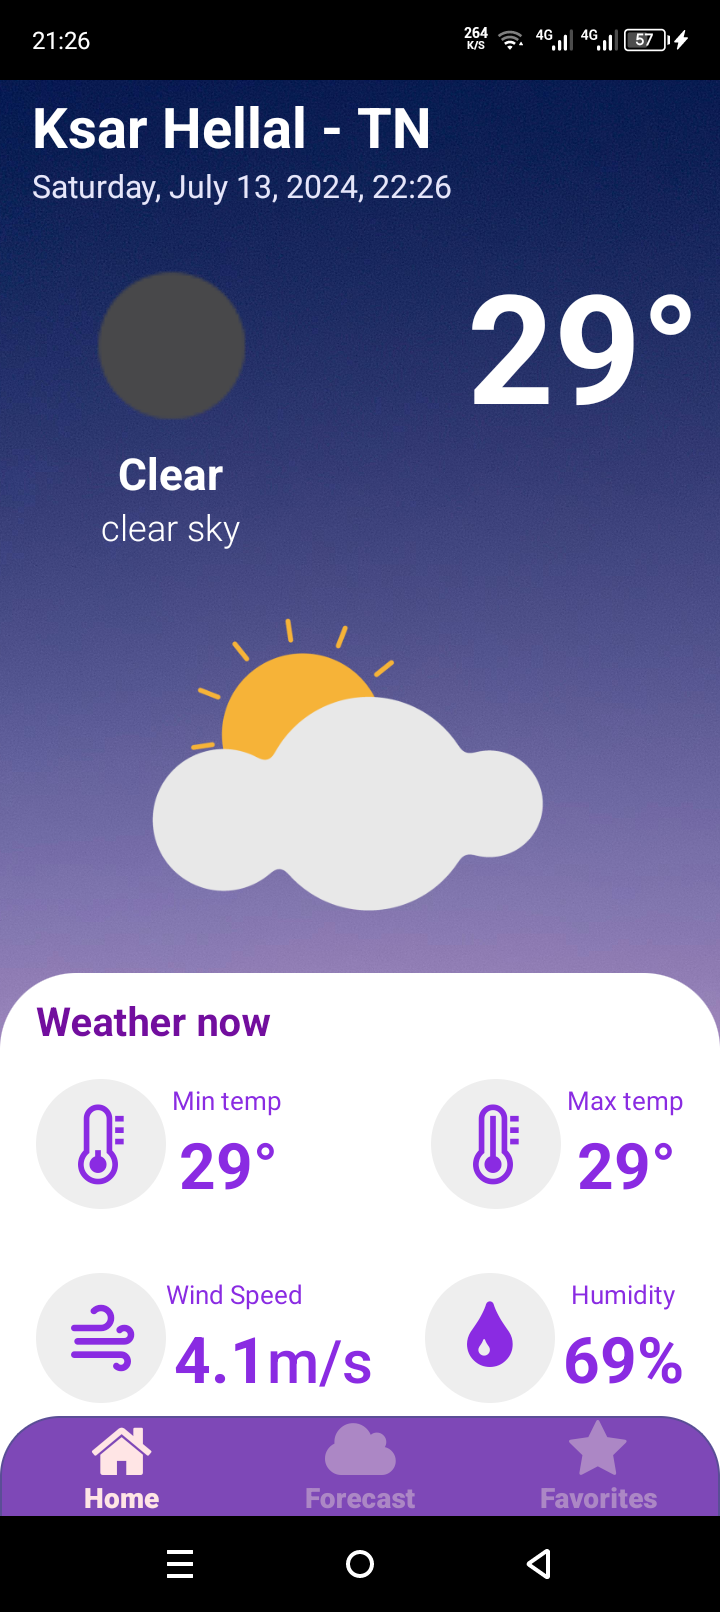 21:26
264
K/S
4G
4G
57
Ksar Hellal - TN
Saturday, July 13, 2024, 22:26
29°
Clear
clear sky
Weather now
Min temp
29°
Max temp
29°
Wind Speed
4.1m/s
Humidity
69%
Home
Forecast
Favorites